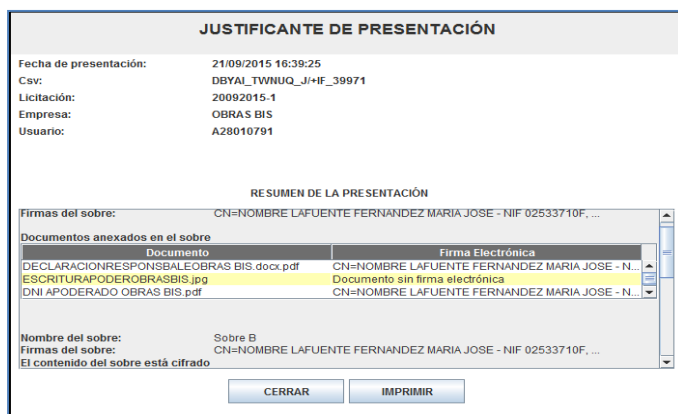 JUSTIFICANTE DE PRESENTACIÓN
Fecha de presentación: 21/09/2015 16:39:25
Csv: DBYAI_TWNUQ_J/+IF_39971
Licitación: 20092015-1
Empresa: OBRAS BIS
Usuario: A28010791
RESUMEN DE LA PRESENTACIÓN
Firmas del sobre: CN=NOMBRE LAFUENTE FERNANDEZ MARIA JOSE - NIF 02533710F, ...
Documentos anexados en el sobre
Documento Firma Electrónica
DECLARACIONRESPONSBALEOBRAS BIS.docx.pdf CN=NOMBRE LAFUENTE FERNANDEZ MARIA JOSE - N...
ESCRITURAPODEROBRASBIS.jpg Documento sin firma electrónica
DNI APODERADO OBRAS BIS.pdf CN=NOMBRE LAFUENTE FERNANDEZ MARIA JOSE - N...
Nombre del sobre: Sobre B
Firmas del sobre: CN=NOMBRE LAFUENTE FERNANDEZ MARIA JOSE - NIF 02533710F, ...
El contenido del sobre está cifrado
CERRAR IMPRIMIR